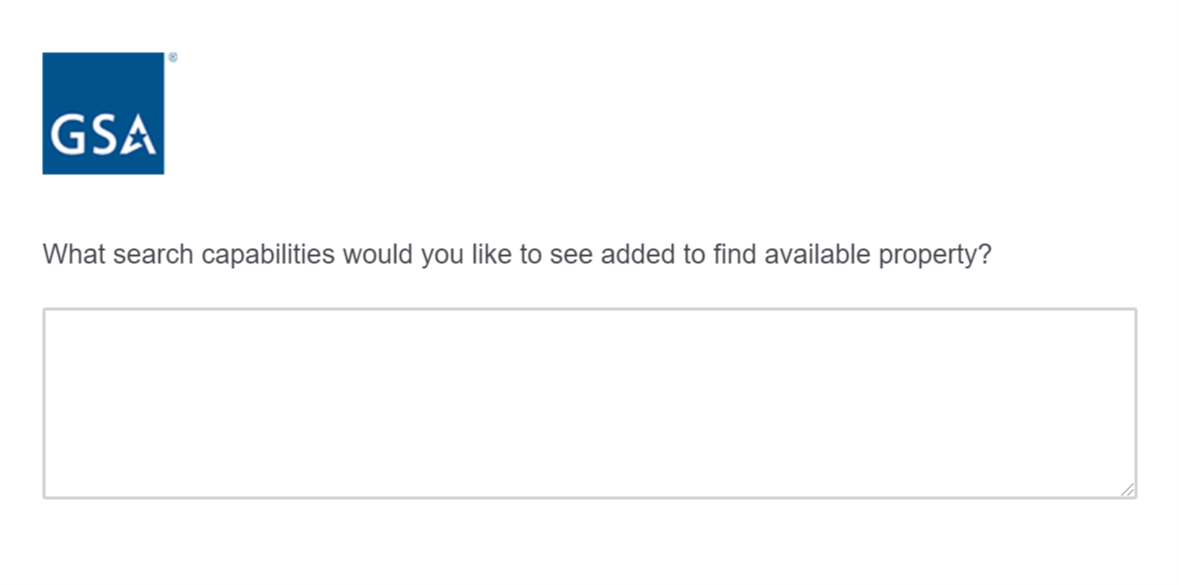 GSA
®
What search capabilities would you like to see added to find available property?